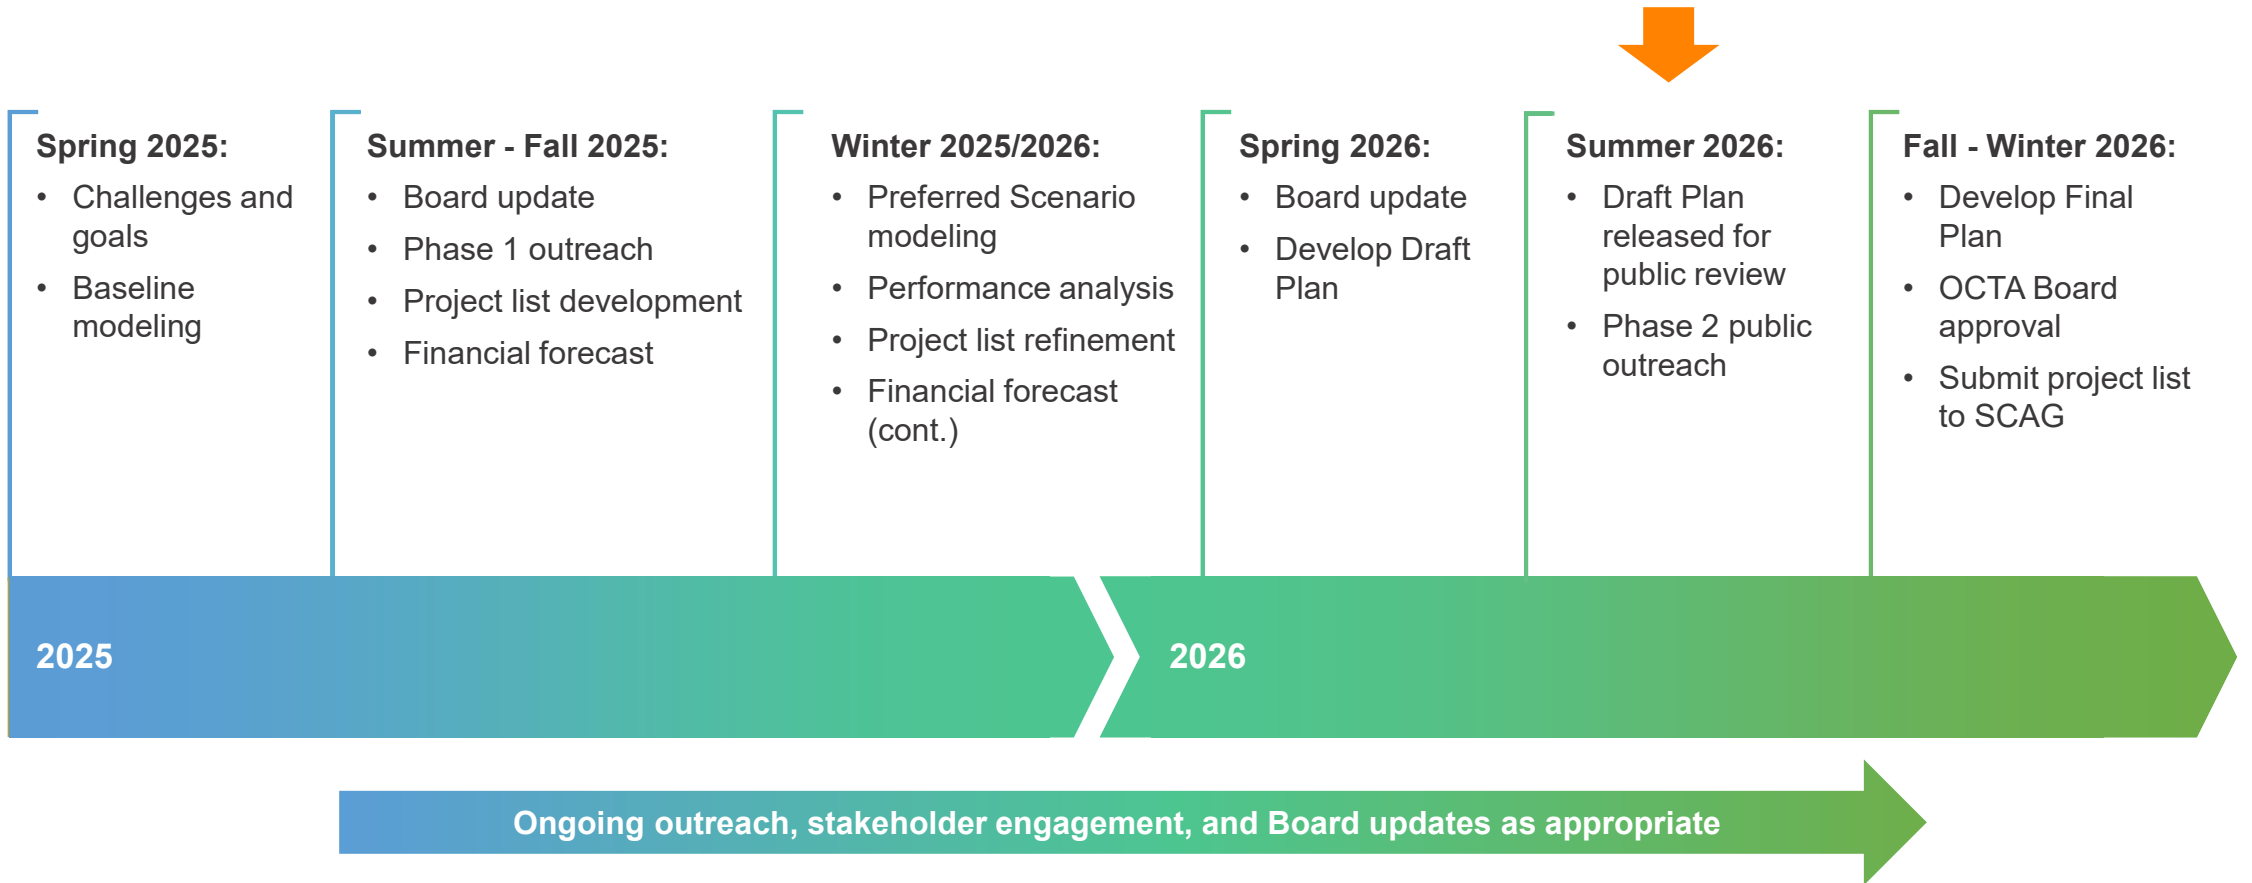 Spring 2025:
• Challenges and
goals
• Baseline
modeling
Summer - Fall 2025:
• Board update
• Phase 1 outreach
• Project list development
• Financial forecast
Winter 2025/2026:
• Preferred Scenario
modeling
• Performance analysis
• Project list refinement
• Financial forecast
(cont.)
Spring 2026:
• Board update
• Develop Draft
Plan
Summer 2026:
• Draft Plan
released for
public review
• Phase 2 public
outreach
Fall - Winter 2026:
• Develop Final
Plan
• OCTA Board
approval
• Submit project list
to SCAG
2025
2026
Ongoing outreach, stakeholder engagement, and Board updates as appropriate